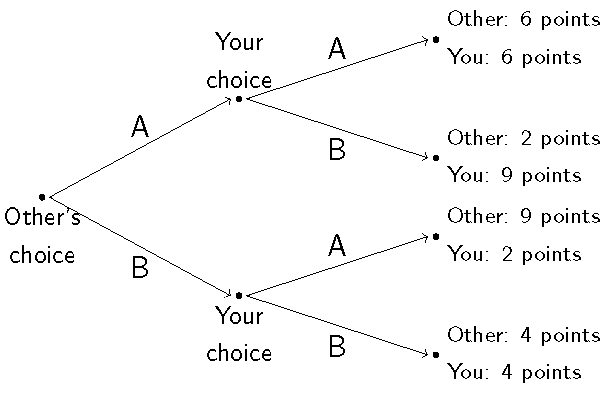 Other's
choice
A
B
Your
choice
A
B
Other: 6 points
You: 6 points
Other: 2 points
You: 9 points
Your
choice
A
B
Other: 9 points
You: 2 points
Other: 4 points
You: 4 points